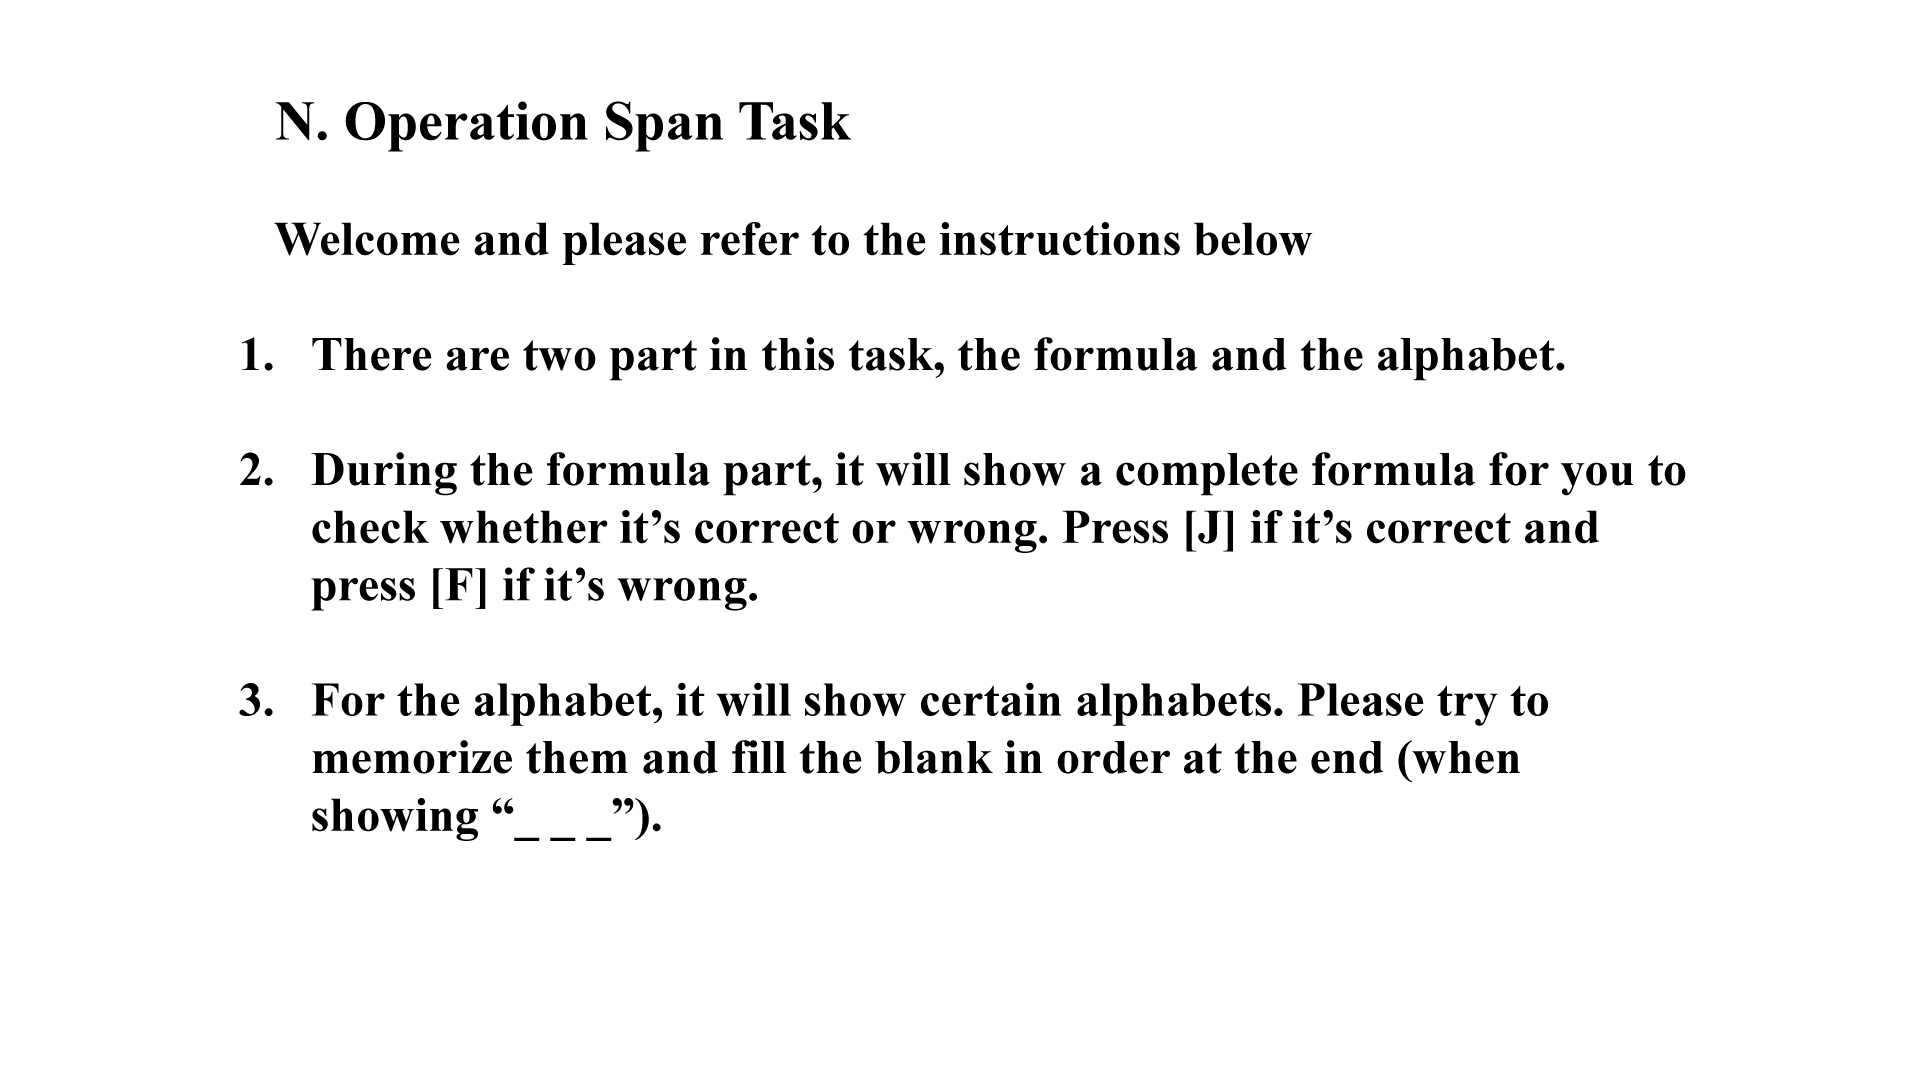 N. Operation Span Task
Welcome and please refer to the instructions below
1. There are two part in this task, the formula and the alphabet.
2. During the formula part, it will show a complete formula for you to
check whether it’s correct or wrong. Press [J] if it’s correct and
press [F] if it’s wrong.
3. For the alphabet, it will show certain alphabets. Please try to
memorize them and fill the blank in order at the end (when
showing “_ _ _”).